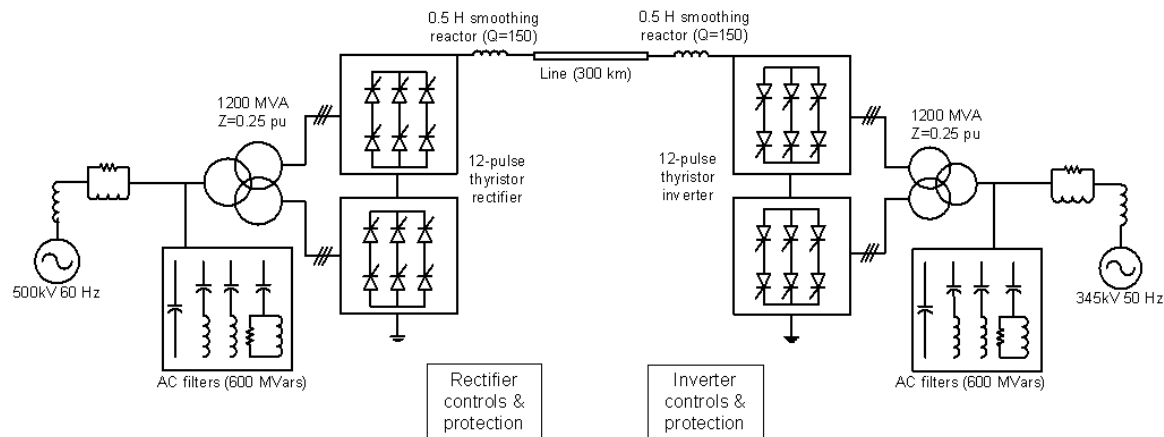 0.5 H smoothing
reactor (Q=150)
0.5 H smoothing
reactor (Q=150)
Line (300 km)
1200 MVA
Z=0.25 pu
1200 MVA
Z=0.25 pu
12-pulse
thyristor
rectifier
12-pulse
thyristor
inverter
500kV 60 Hz
345kV 50 Hz
AC filters (600 MVars)
AC filters (600 MVars)
Rectifier
controls &
protection
Inverter
controls &
protection